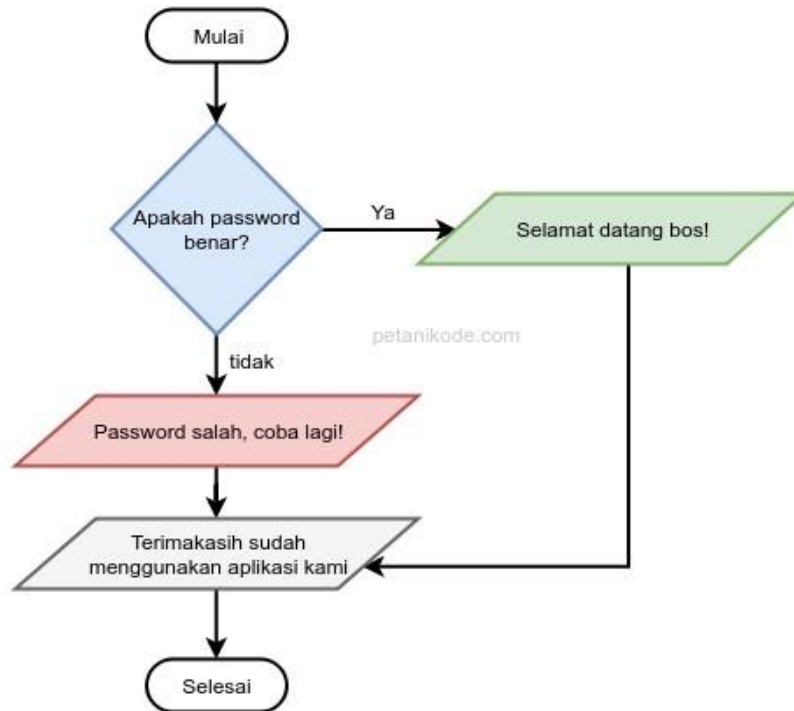 Mulai
Apakah password
benar?
Ya
Selamat datang bos!
petanikode.com
tidak
Password salah, coba lagi!
Terimakasih sudah
menggunakan aplikasi kami
Selesai